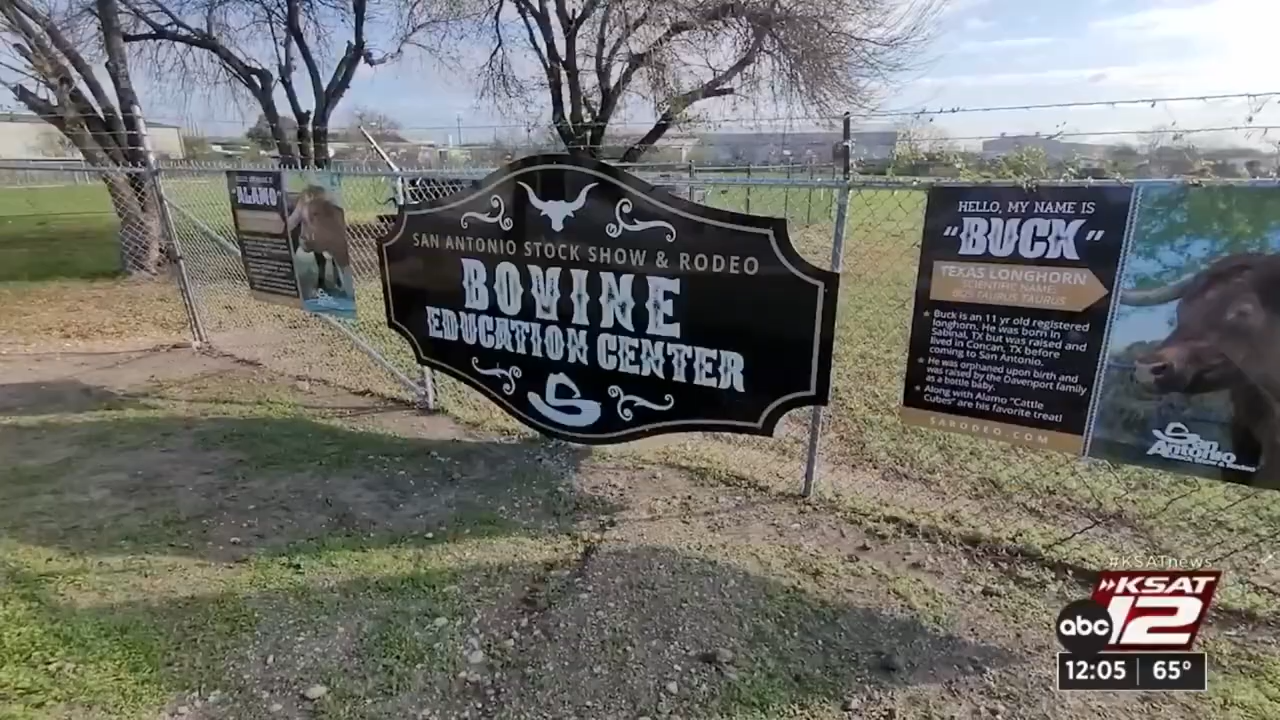 "ALAMO"
SAN ANTONIO STOCK SHOW & RODEO
BOVINE
EDUCATION CENTER
HELLO, MY NAME IS
"BUCK"
TEXAS LONGHORN
SCIENTIFIC NAME:
BOS TAURUS TAURUS
★ Buck is an 11 yr old registered
longhorn. He was born in
Sabinal, TX but was raised and
lived in Concan, TX before
coming to San Antonio.
★ He was orphaned upon birth and
was raised by the Davenport family
as a bottle baby.
★ Along with Alamo "Cattle
Cubes" are his favorite treat!
SARODEO.COM
San
Antonio
Stock Show & Rodeo
#KSATnews
KSAT
abc 12
12:05 65°